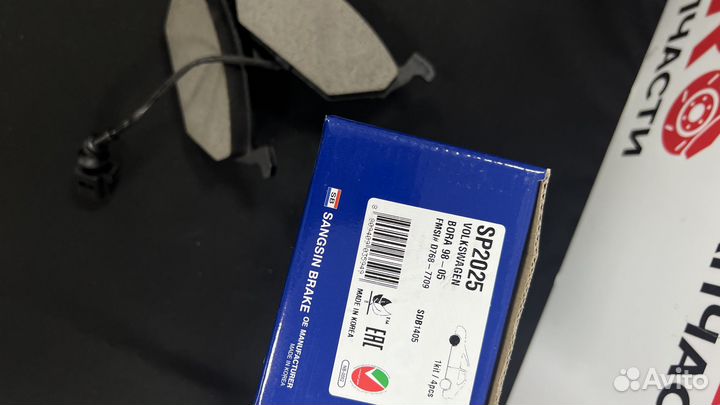 SP2025
VOLKSWAGEN
BORA 98 - 05
FMSI# D768-7709
SDB1405
1kit / 4pcs
MADE IN KOREA
EAC
SB
SANGSIN BRAKE OE MANUFACTURER
MADE IN KOREA
ПЧАСТИ
Avito